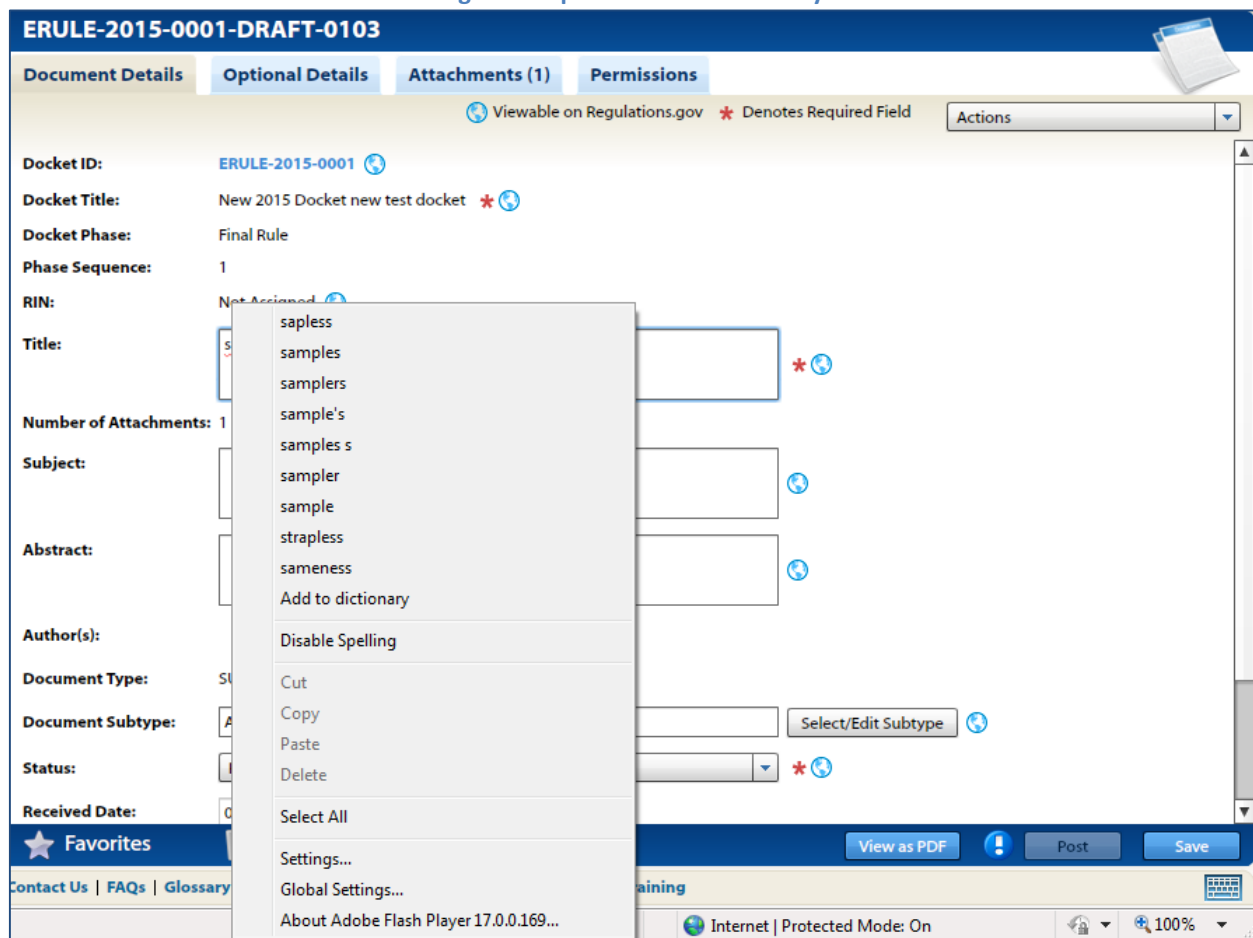 ERULE-2015-0001-DRAFT-0103
Document Details Optional Details Attachments (1) Permissions
Viewable on Regulations.gov * Denotes Required Field Actions
Docket ID: ERULE-2015-0001
Docket Title: New 2015 Docket new test docket *
Docket Phase: Final Rule
Phase Sequence: 1
RIN: Not Assigned
sapless
Title: s *
samples
samplers
sample's
Number of Attachments: 1
samples s
Subject:
sampler
sample
strapless
Abstract:
sameness
Add to dictionary
Author(s):
Disable Spelling
Document Type:
Cut
Copy
Document Subtype: A Select/Edit Subtype
Paste
Status: *
Delete
Received Date: 0
Select All
Favorites View as PDF Post Save
Settings...
Contact Us | FAQs | Glossary aining
Global Settings...
About Adobe Flash Player 17.0.0.169...
Internet | Protected Mode: On 100%